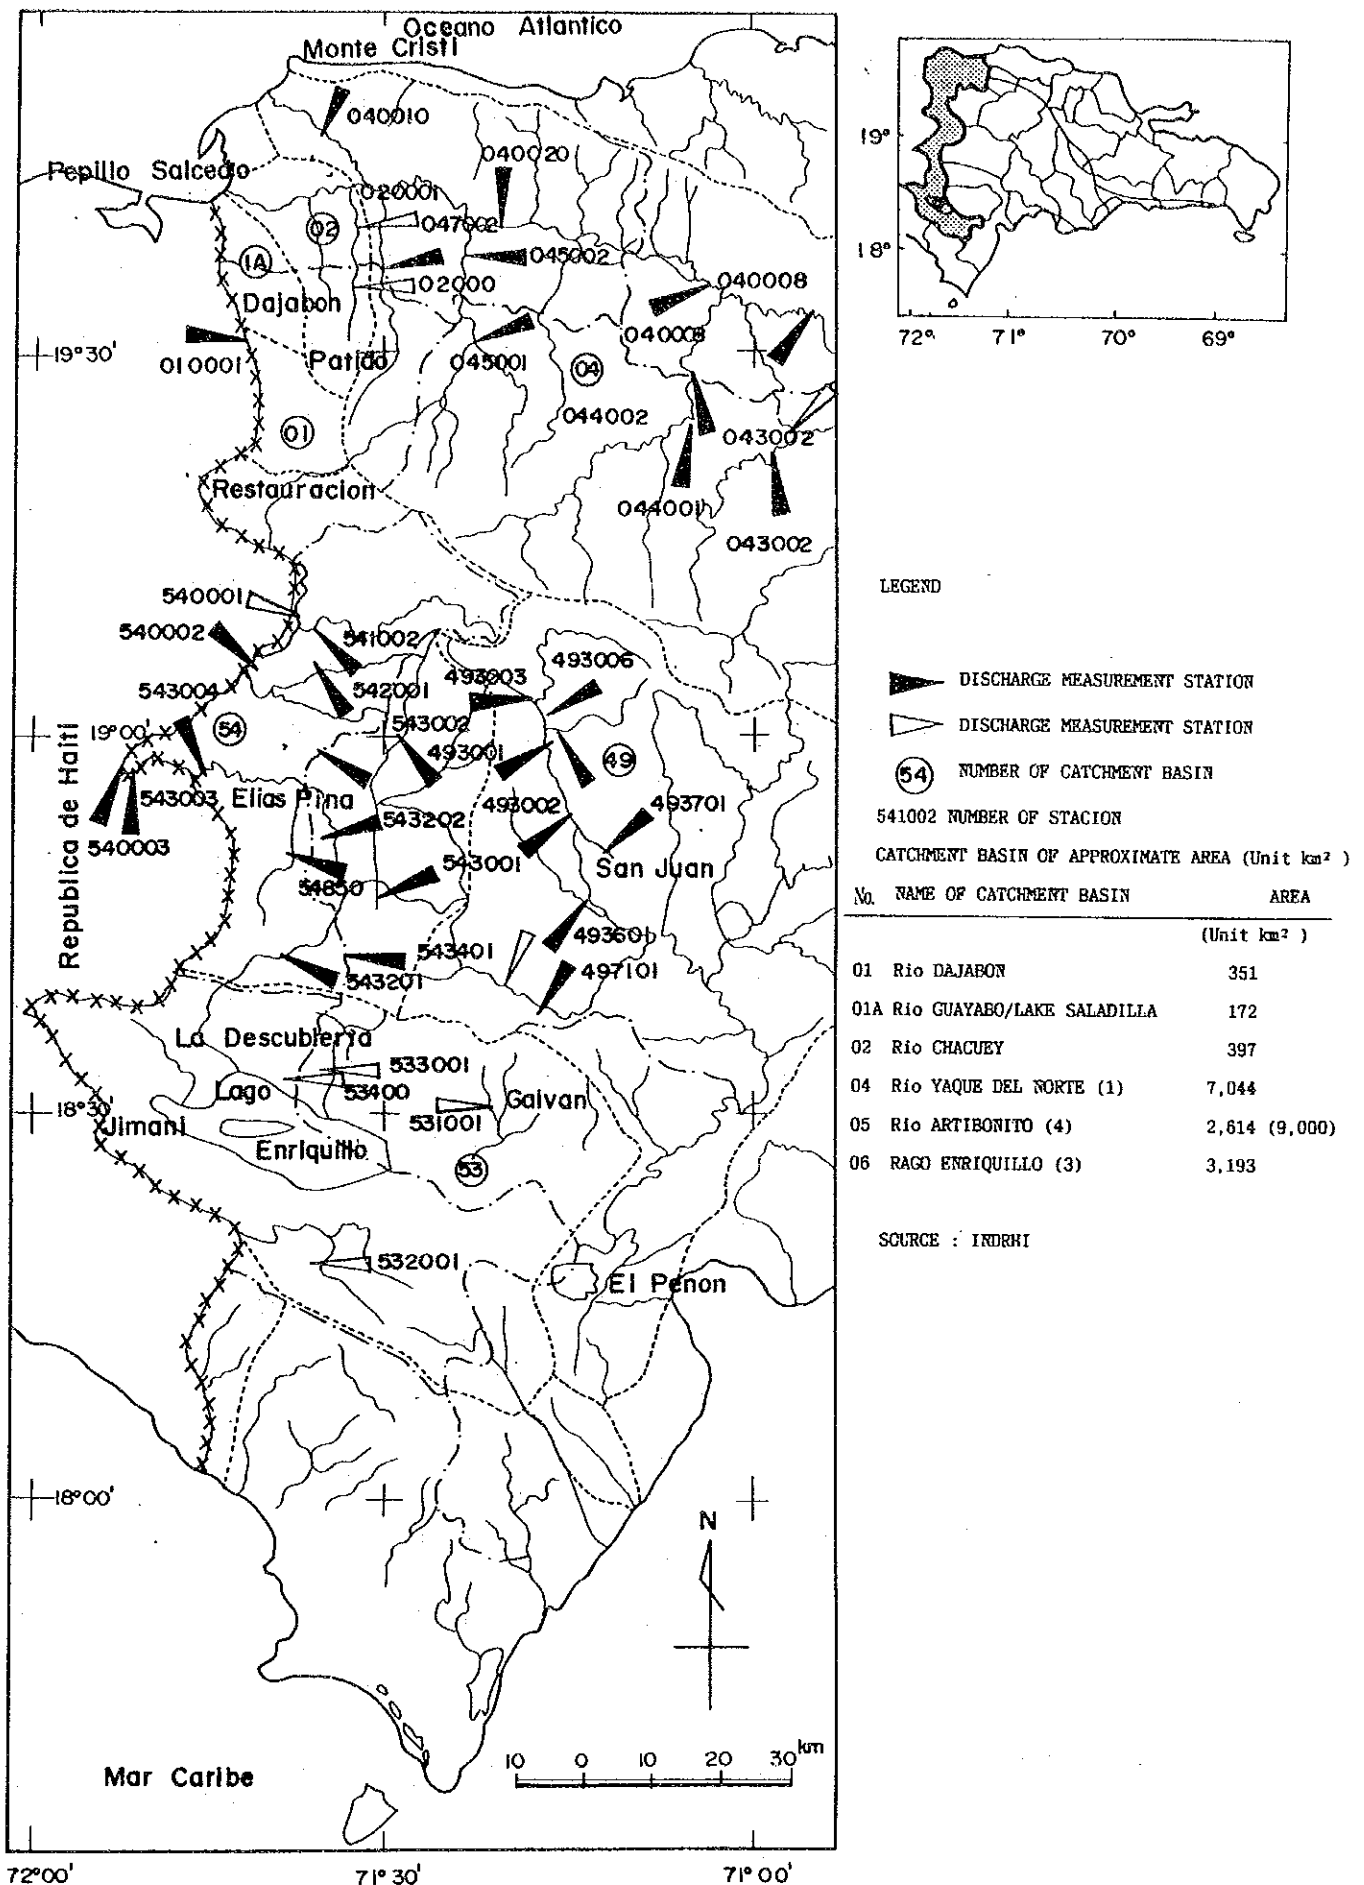 Oceano Atlantico
Monte Cristi
040010
040020
Pepillo Salcedo
020001
02
047002
1A
045002
02000
040008
Dajabon
040008
19°30'
010001
Patido
045001
04
044002
01
043002
Restauracion
044001
043002
540001
540002
541002
493006
493003
543004
542001
54
543002
19°00'
493001
49
Republica de Haiti
543003
Elias Pina
493002
493701
540003
543202
543001
San Juan
54850
493601
543401
543201
497101
La Descubierra
533001
Lago
53400
Galvan
18°30'
531001
Jimani
Enriquillo
53
532001
El Penon
18°00'
N
10 0 10 20 30 km
Mar Caribe
72°00' 71°30' 71°00'
19°
18°
72° 71° 70° 69°
LEGEND
DISCHARGE MEASUREMENT STATION
DISCHARGE MEASUREMENT STATION
54 NUMBER OF CATCHMENT BASIN
541002 NUMBER OF STACION
CATCHMENT BASIN OF APPROXIMATE AREA (Unit km²)
No. NAME OF CATCHMENT BASIN AREA
(Unit km²)
01 Rio DAJABON 351
01A Rio GUAYABO/LAKE SALADILLA 172
02 Rio CHACUEY 397
04 Rio YAQUE DEL NORTE (1) 7,044
05 Rio ARTIBONITO (4) 2,614 (9,000)
06 RAGO ENRIQUILLO (3) 3,193
SOURCE : INDRHI